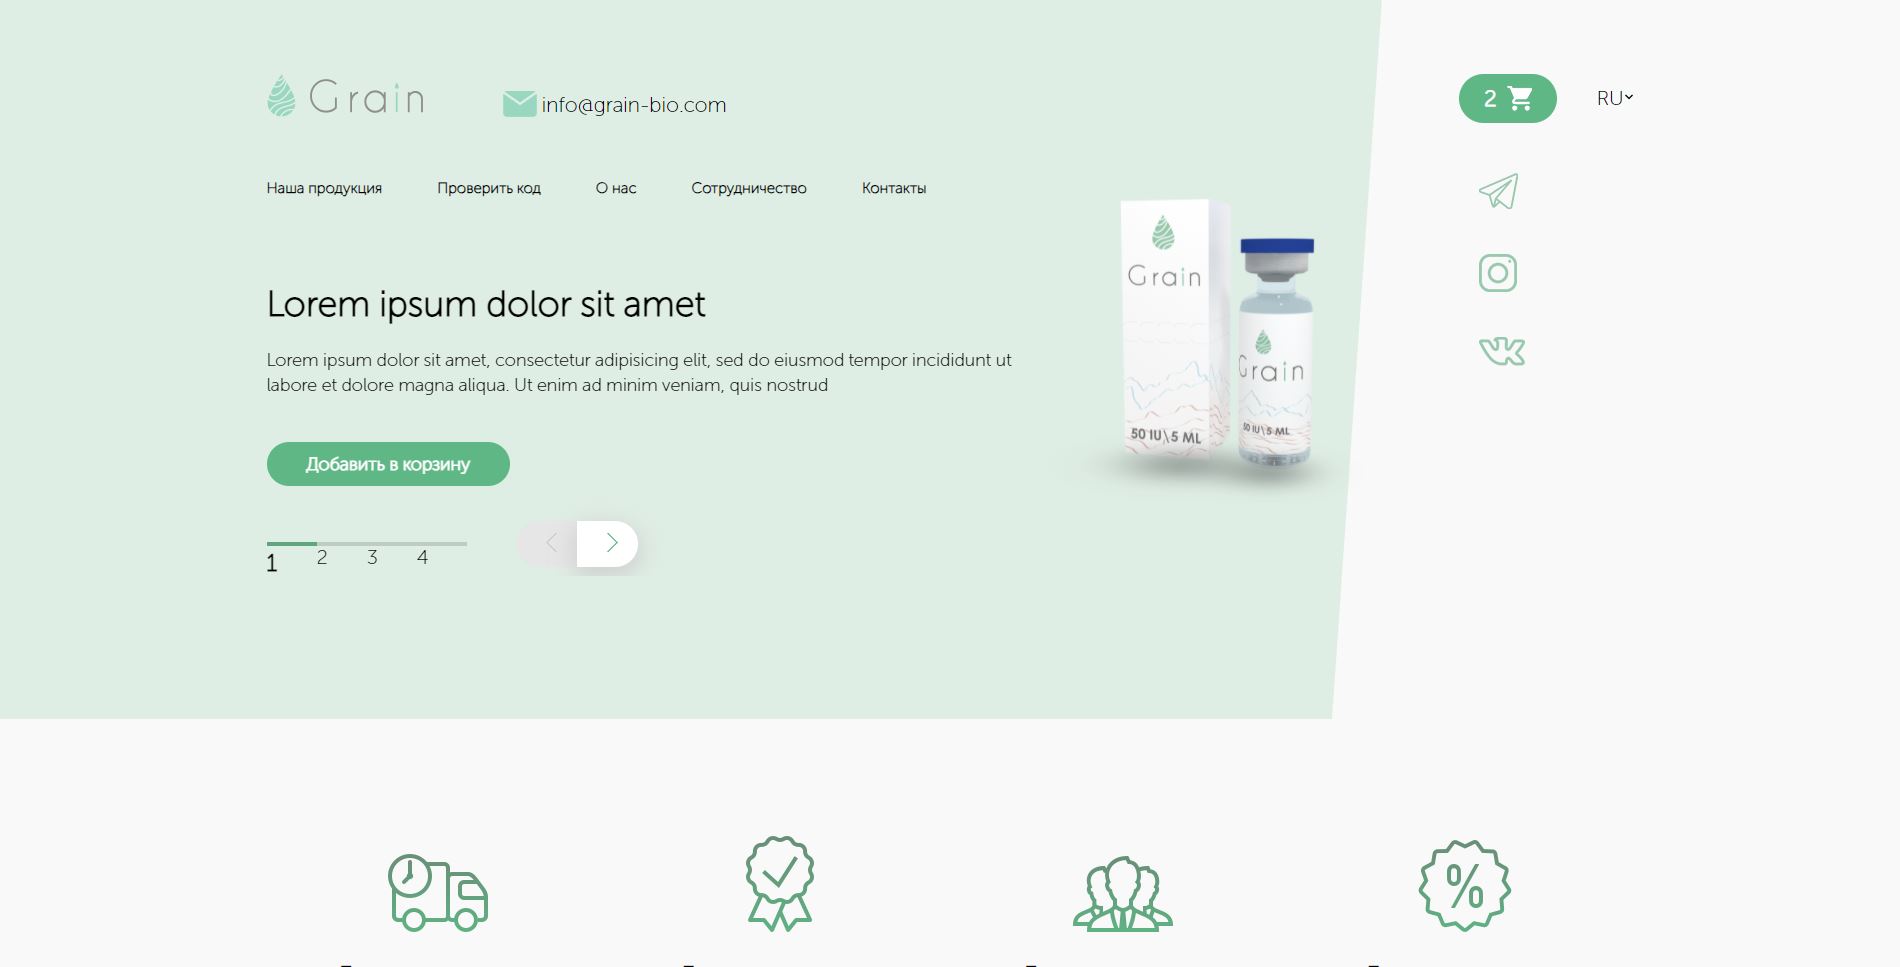 Grain
info@grain-bio.com
2
RU
Наша продукция
Проверить код
О нас
Сотрудничество
Контакты
Lorem ipsum dolor sit amet
Lorem ipsum dolor sit amet, consectetur adipisicing elit, sed do eiusmod tempor incididunt ut
labore et dolore magna aliqua. Ut enim ad minim veniam, quis nostrud
Добавить в корзину
1 2 3 4
Grain
50 IU\5 ML
Grain
50 IU\5 ML
%